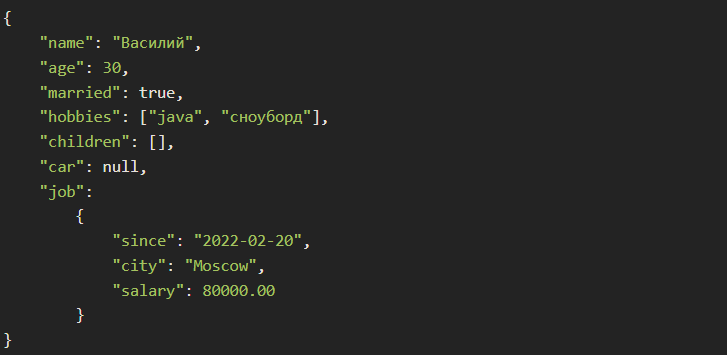 {
    "name": "Василий",
    "age": 30,
    "married": true,
    "hobbies": ["java", "сноуборд"],
    "children": [],
    "car": null,
    "job":
        {
            "since": "2022-02-20",
            "city": "Moscow",
            "salary": 80000.00
        }
}